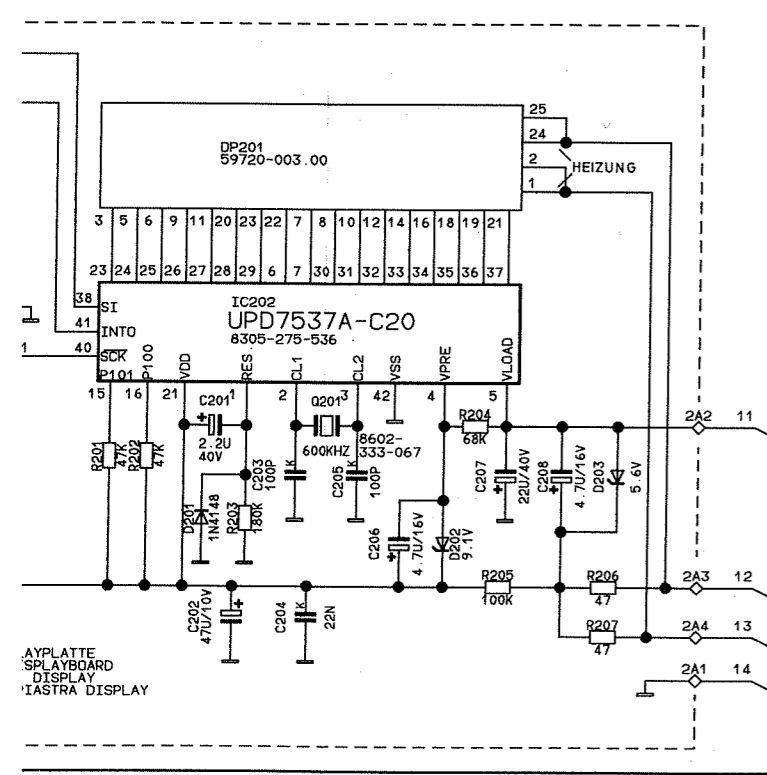 25
24
DP201
59720-003.00
2
HEIZUNG
1
3 5 6 9 11 20 23 22 7 8 10 12 14 16 18 19 21
23 24 25 26 27 28 29 6 7 30 31 32 33 34 35 36 37
38 SI
IC202
UPD7537A-C20
8305-275-536
41 INTO
1
40 SCK
P101 P100 VDD RES. CL1 CL2 VSS VPRE VLOAD
15 16 21 1 2 3 42 4 5
C201
2.2U
40V
Q201
600KHZ
8602-
333-067
R204
68K
2A2 11
R201
47K
R202
47K
C203
100P
K
C205
100P
K
C207
22U/40V
C208
4.7U/16V
D203
5.6V
D201
1N4148
R203
180K
C206
4.7U/16V
D202
9.1V
R205
100K
R206
47
2A3 12
C202
47U/10V
C204
K
22N
R207
47
2A4 13
2A1 14
AYPLATTE
SPLAYBOARD
DISPLAY
IASTRA DISPLAY